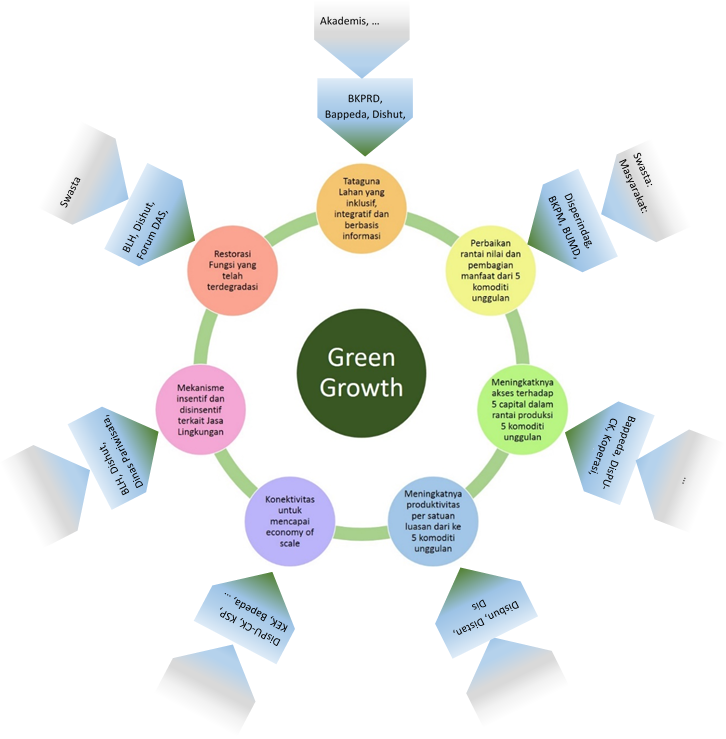 Akademis, ...
BKPRD,
Bappeda, Dishut,
Tataguna
Lahan yang
inklusif,
integratif dan
berbasis
informasi
Swasta:
Masyarakat:
Disperindag,
BKPM, BUMD,
Perbaikan
rantai nilai dan
pembagian
manfaat dari 5
komoditi
unggulan
Meningkatknya
akses terhadap
5 capital dalam
rantai produksi
5 komoditi
unggulan
Bappeda, DisPU-
CK, Koperasi,
...
Meningkatnya
produktivitas
per satuan
luasan dari ke
5 komoditi
unggulan
Disbun, Distan,
Dis
Konektivitas
untuk
mencapai
economy of
scale
DisPU-CK, KSP,
KEK, Bapeda, ...
Mekanisme
insentif dan
disinsentif
terkait Jasa
Lingkungan
BLH, Dishut,
Dinas Pariwisata,
Restorasi
Fungsi yang
telah
terdegradasi
BLH, Dishut,
Forum DAS,
Swasta
Green
Growth